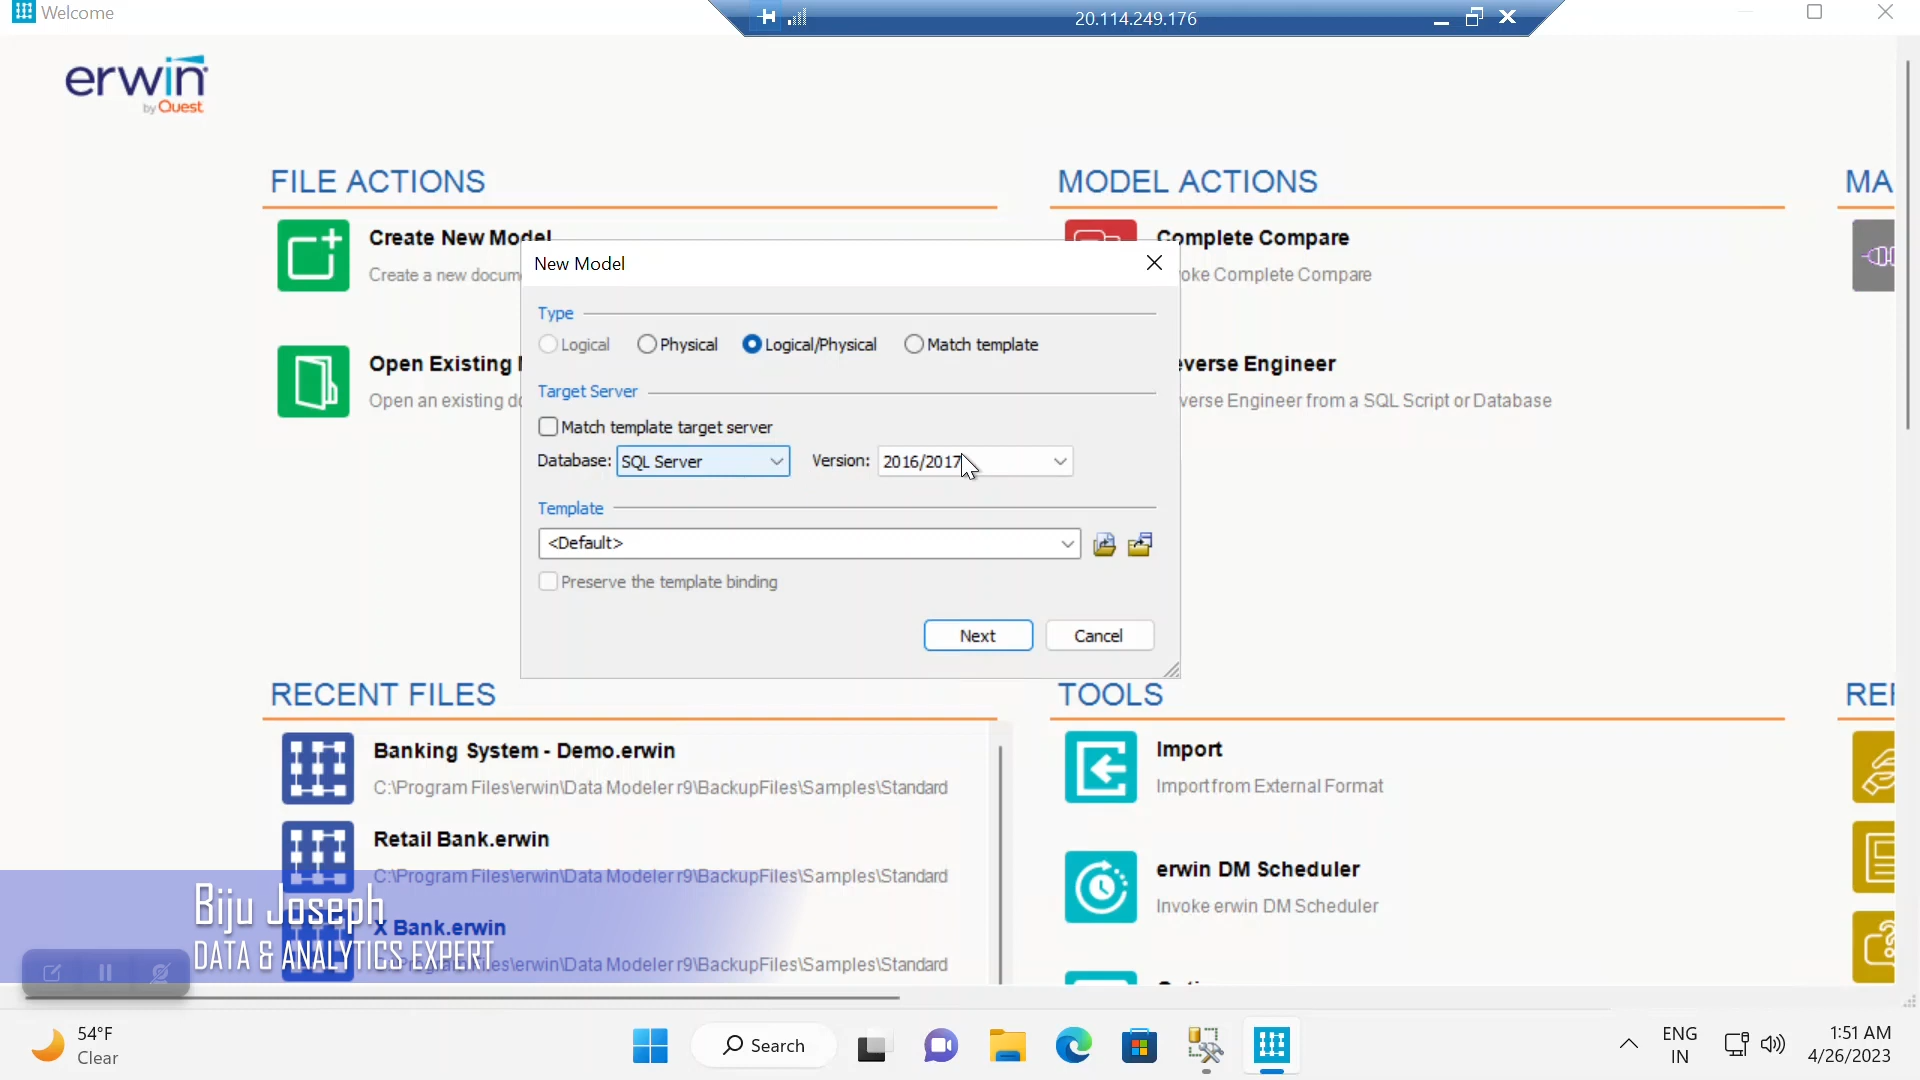 Welcome
20.114.249.176
erwin
by Quest
FILE ACTIONS
MODEL ACTIONS
MA
Create New Model
Create a new docum
Complete Compare
oke Complete Compare
New Model
Type
Logical
Physical
Logical/Physical
Match template
Open Existing
Open an existing do
everse Engineer
verse Engineer from a SQL Script or Database
Target Server
Match template target server
Database:
SQL Server
Version:
2016/2017
Template
<Default>
Preserve the template binding
Next
Cancel
RECENT FILES
TOOLS
Banking System - Demo.erwin
C:\Program Files\erwin\Data Modeler r9\BackupFiles\Samples\Standard
Import
Import from External Format
Retail Bank.erwin
C:\Program Files\erwin\Data Modeler r9\BackupFiles\Samples\Standard
erwin DM Scheduler
Invoke erwin DM Scheduler
Biju Joseph
X Bank.erwin
DATA & ANALYTICS EXPERT
es\erwin\Data Modeler r9\BackupFiles\Samples\Standard
54°F
Clear
Search
ENG
IN
1:51 AM
4/26/2023